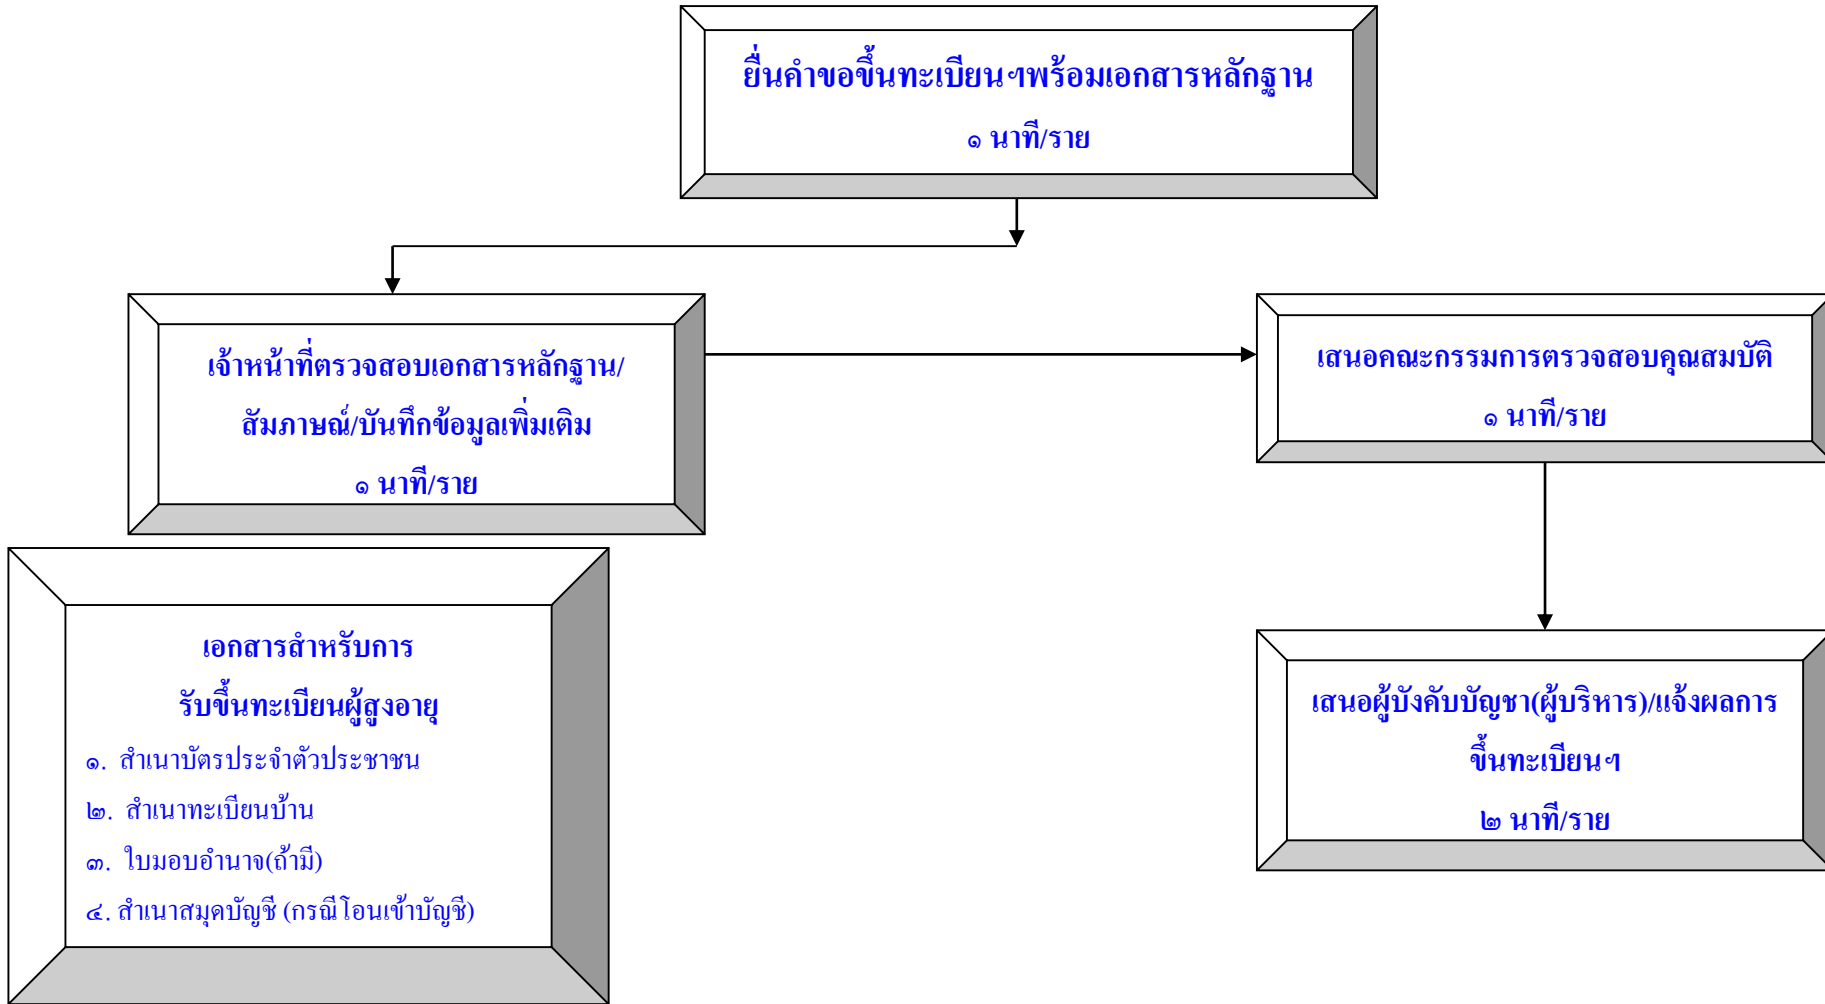 ยื่นคำขอขึ้นทะเบียนฯพร้อมเอกสารหลักฐาน
๑ นาที/ราย
เจ้าหน้าที่ตรวจสอบเอกสารหลักฐาน/
สัมภาษณ์/บันทึกข้อมูลเพิ่มเติม
๑ นาที/ราย
เสนอคณะกรรมการตรวจสอบคุณสมบัติ
๑ นาที/ราย
เอกสารสำหรับการ
รับขึ้นทะเบียนผู้สูงอายุ
๑. สำเนาบัตรประจำตัวประชาชน
๒. สำเนาทะเบียนบ้าน
๓. ใบมอบอำนาจ(ถ้ามี)
๔. สำเนาสมุดบัญชี (กรณีโอนเข้าบัญชี)
เสนอผู้บังคับบัญชา(ผู้บริหาร)/แจ้งผลการ
ขึ้นทะเบียนฯ
๒ นาที/ราย